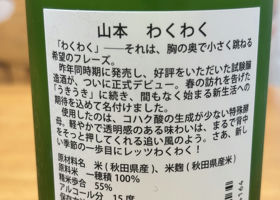 山本 わくわく
「わくわく」――それは、胸の奥で小さく跳ねる
希望のフレーズ。
昨年同時期に発売し、好評をいただいた試験醸
造酒が、ついに正式デビュー。春の訪れを告げた
「うきうき」に続き、間もなく始まる新生活への
期待を込めて名付けました。
使用したのは、コハク酸の生成が少ない特殊酵
母。軽やかで透明感のある味わいは、まるで背中
をそっと押してくれる追い風のよう。さあ、新し
い季節の一歩目にレッツわくわく！
原材料名 米(秋田県産)、米麹(秋田県産米)
原料米 一穂積100%
精米歩合 55%
アルコール分 15度